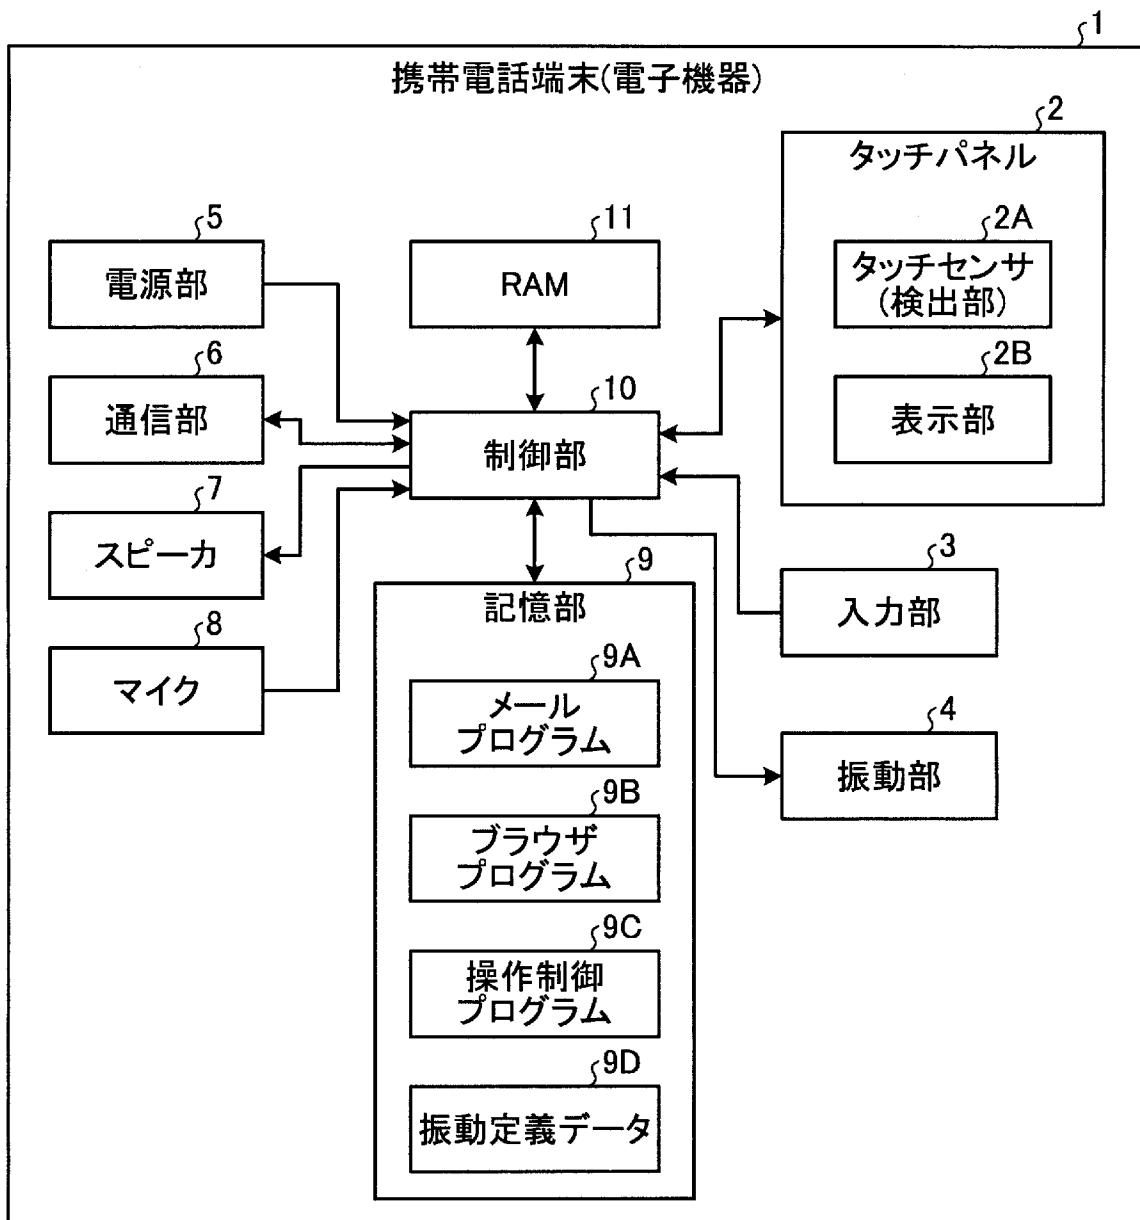 1
携帯電話端末(電子機器)
2
タッチパネル
2A
タッチセンサ
(検出部)
2B
表示部
5
電源部
11
RAM
6
通信部
10
制御部
7
スピーカ
3
入力部
8
マイク
4
振動部
9
記憶部
9A
メール
プログラム
9B
ブラウザ
プログラム
9C
操作制御
プログラム
9D
振動定義データ